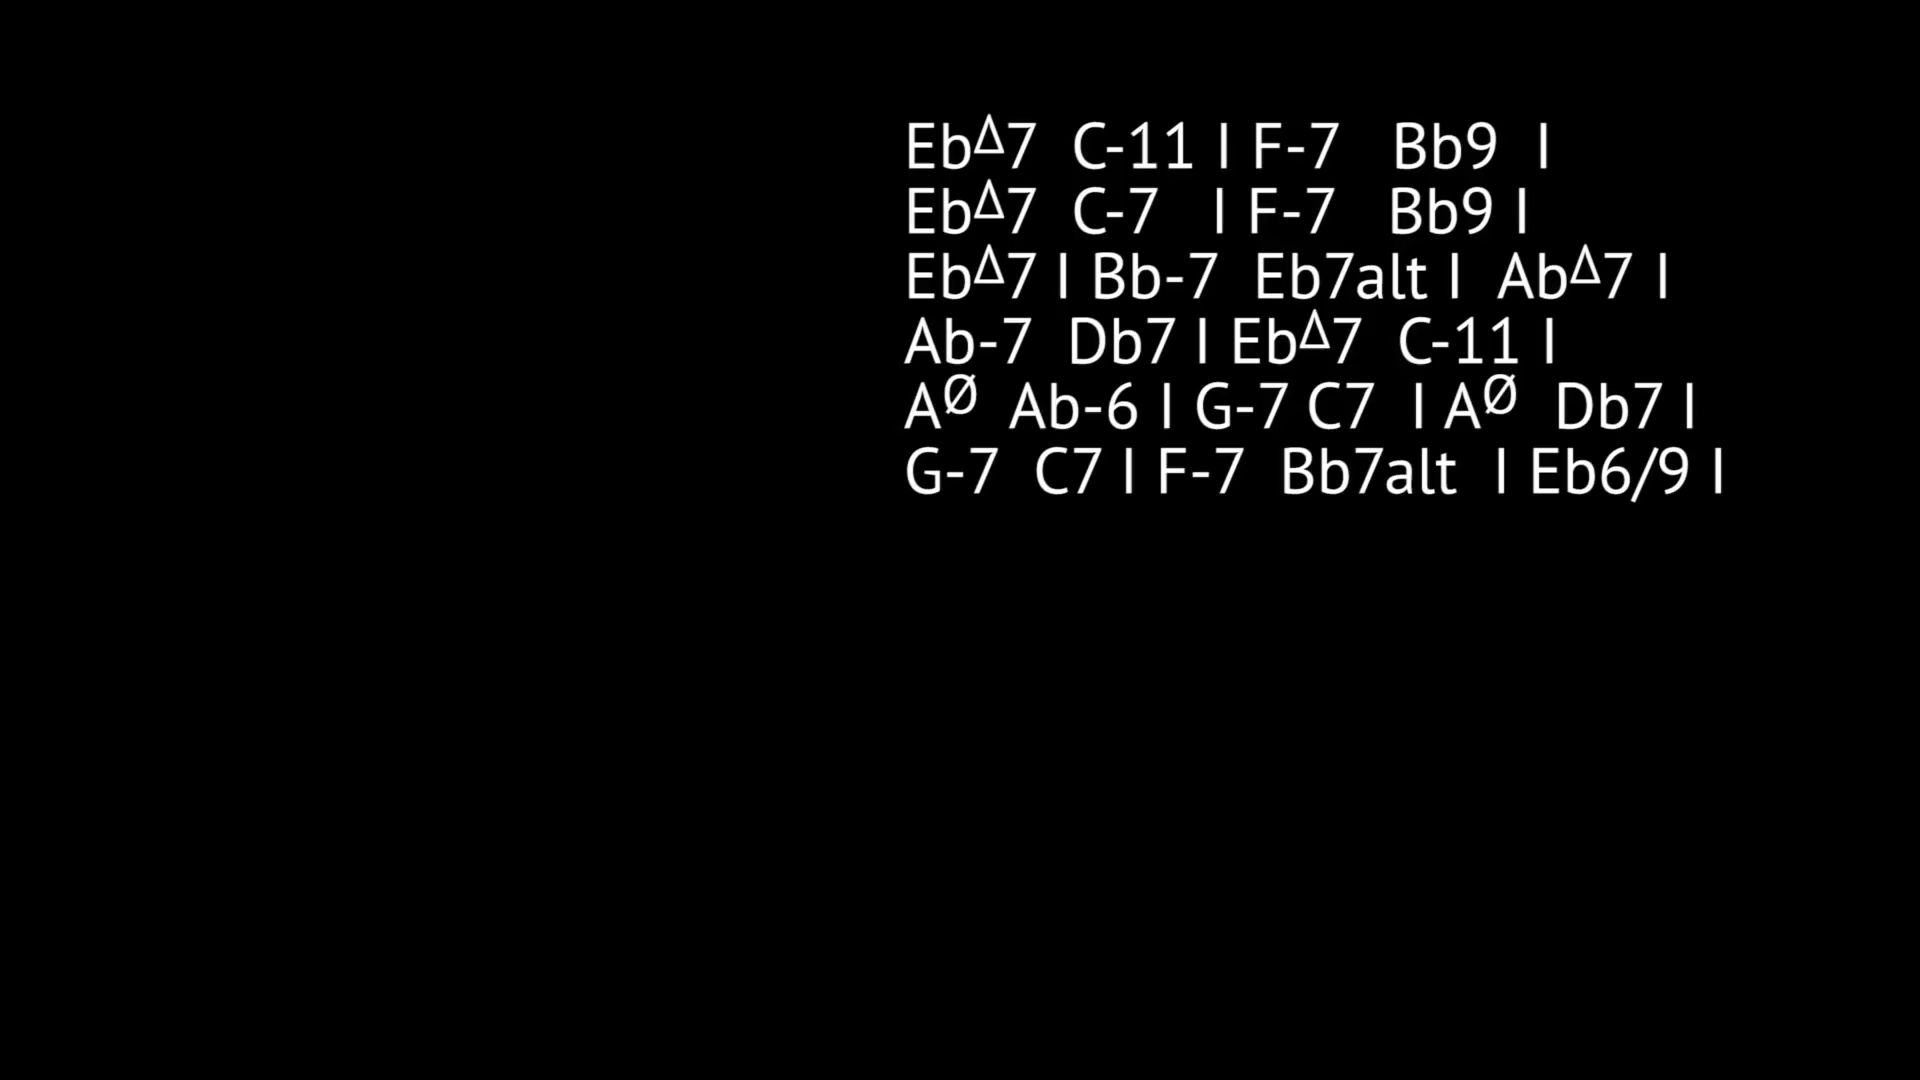 EbΔ7 C-11 I F-7 Bb9 I
EbΔ7 C-7 I F-7 Bb9 I
EbΔ7 I Bb-7 Eb7alt I AbΔ7 I
Ab-7 Db7 I EbΔ7 C-11 I
AØ Ab-6 I G-7 C7 I AØ Db7 I
G-7 C7 I F-7 Bb7alt I Eb6/9 I